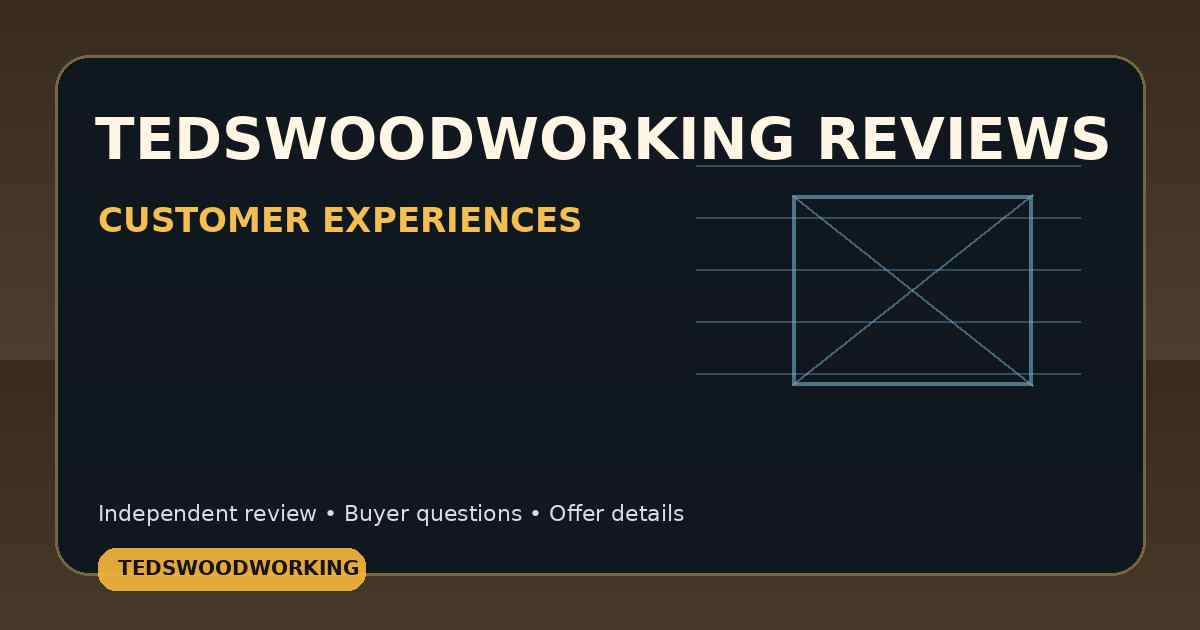 TEDSWOODWORKING REVIEWS
CUSTOMER EXPERIENCES
Independent review • Buyer questions • Offer details
TEDSWOODWORKING